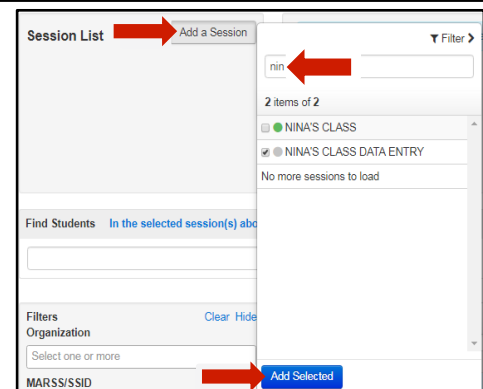 Session List
Add a Session
Filter
nin
2 items of 2
NINA'S CLASS
NINA'S CLASS DATA ENTRY
No more sessions to load
Find Students In the selected session(s) abo
Filters Clear Hide
Organization
Select one or more
MARSS/SSID
Add Selected